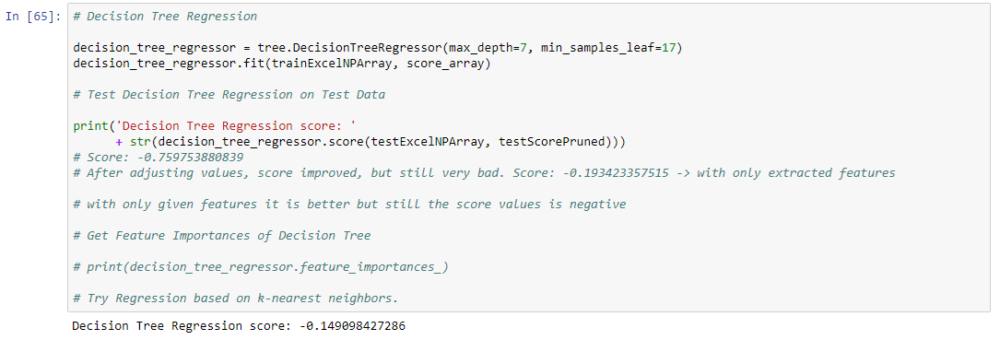 In [65]: # Decision Tree Regression
decision_tree_regressor = tree.DecisionTreeRegressor(max_depth=7, min_samples_leaf=17)
decision_tree_regressor.fit(trainExcelNPArray, score_array)
# Test Decision Tree Regression on Test Data
print('Decision Tree Regression score: '
+ str(decision_tree_regressor.score(testExcelNPArray, testScorePruned)))
# Score: -0.759753880839
# After adjusting values, score improved, but still very bad. Score: -0.193423357515 -> with only extracted features
# with only given features it is better but still the score values is negative
# Get Feature Importances of Decision Tree
# print(decision_tree_regressor.feature_importances_)
# Try Regression based on k-nearest neighbors.
Decision Tree Regression score: -0.149098427286